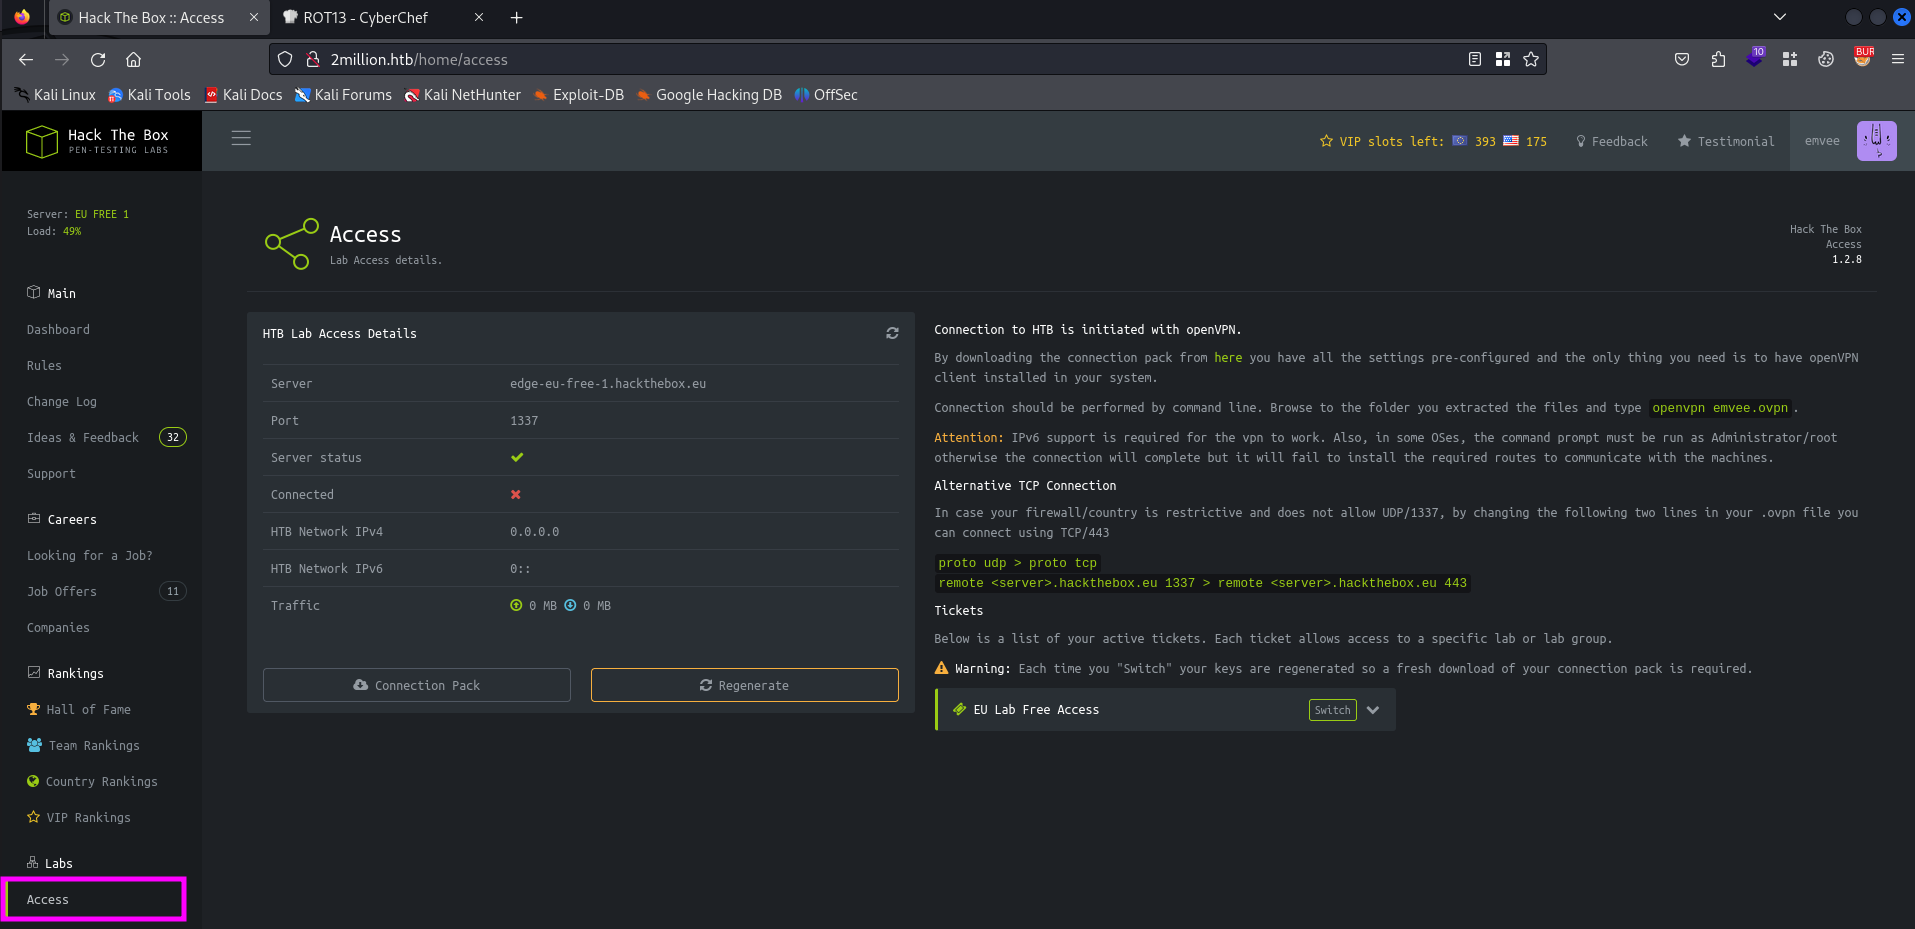 Hack The Box :: Access
ROT13 - CyberChef
2million.htb/home/access
10
BUR
Kali Linux
Kali Tools
Kali Docs
Kali Forums
Kali NetHunter
Exploit-DB
Google Hacking DB
OffSec
Hack The Box
PEN-TESTING LABS
VIP slots left: 393 175
Feedback
Testimonial
emvee
Server: EU FREE 1
Load: 49%
Main
Dashboard
Rules
Change Log
Ideas & Feedback 32
Support
Careers
Looking for a Job?
Job Offers 11
Companies
Rankings
Hall of Fame
Team Rankings
Country Rankings
VIP Rankings
Labs
Access
Access
Lab Access details.
Hack The Box
Access
1.2.8
HTB Lab Access Details
Server edge-eu-free-1.hackthebox.eu
Port 1337
Server status
Connected
HTB Network IPv4 0.0.0.0
HTB Network IPv6 0::
Traffic 0 MB 0 MB
Connection Pack
Regenerate
Connection to HTB is initiated with openVPN.
By downloading the connection pack from here you have all the settings pre-configured and the only thing you need is to have openVPN
client installed in your system.
Connection should be performed by command line. Browse to the folder you extracted the files and type openvpn emvee.ovpn .
Attention: IPv6 support is required for the vpn to work. Also, in some OSes, the command prompt must be run as Administrator/root
otherwise the connection will complete but it will fail to install the required routes to communicate with the machines.
Alternative TCP Connection
In case your firewall/country is restrictive and does not allow UDP/1337, by changing the following two lines in your .ovpn file you
can connect using TCP/443
proto udp > proto tcp
remote <server>.hackthebox.eu 1337 > remote <server>.hackthebox.eu 443
Tickets
Below is a list of your active tickets. Each ticket allows access to a specific lab or lab group.
Warning: Each time you "Switch" your keys are regenerated so a fresh download of your connection pack is required.
EU Lab Free Access
Switch